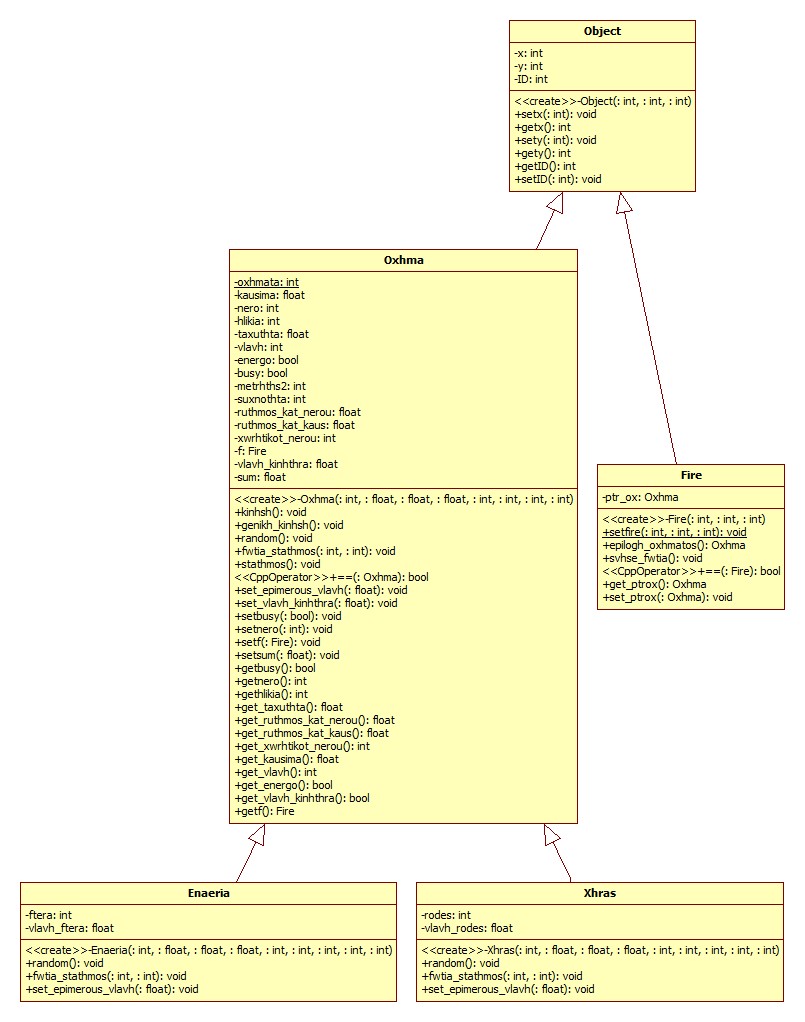 Object
-x: int
-y: int
-ID: int
<<create>>-Object(: int, : int, : int)
+setx(: int): void
+getx(): int
+sety(: int): void
+gety(): int
+getID(): int
+setID(: int): void
Oxhma
-oxhmata: int
-kausima: float
-nero: int
-hlikia: int
-taxuthta: float
-vlavh: int
-energo: bool
-busy: bool
-metrhths2: int
-suxnothta: int
-ruthmos_kat_nerou: float
-ruthmos_kat_kaus: float
-xwrhtikot_nerou: int
-f: Fire
-vlavh_kinhthra: float
-sum: float
<<create>>-Oxhma(: int, : float, : float, : float, : int, : int, : int, : int)
+kinhsh(): void
+genikh_kinhsh(): void
+random(): void
+fwtia_stathmos(: int, : int): void
+stathmos(): void
<<CppOperator>>+==(: Oxhma): bool
+set_epimerous_vlavh(: float): void
+set_vlavh_kinhthra(: float): void
+setbusy(: bool): void
+setnero(: int): void
+setf(: Fire): void
+setsum(: float): void
+getbusy(): bool
+getnero(): int
+gethlikia(): int
+get_taxuthta(): float
+get_ruthmos_kat_nerou(): float
+get_ruthmos_kat_kaus(): float
+get_xwrhtikot_nerou(): int
+get_kausima(): float
+get_vlavh(): int
+get_energo(): bool
+get_vlavh_kinhthra(): bool
+getf(): Fire
Fire
-ptr_ox: Oxhma
<<create>>-Fire(: int, : int, : int)
+setfire(: int, : int, : int): void
+epilogh_oxhmatos(): Oxhma
+svhse_fwtia(): void
<<CppOperator>>+==(: Fire): bool
+get_ptrox(): Oxhma
+set_ptrox(: Oxhma): void
Enaeria
-ftera: int
-vlavh_ftera: float
<<create>>-Enaeria(: int, : float, : float, : float, : int, : int, : int, : int, : int)
+random(): void
+fwtia_stathmos(: int, : int): void
+set_epimerous_vlavh(: float): void
Xhras
-rodes: int
-vlavh_rodes: float
<<create>>-Xhras(: int, : float, : float, : float, : int, : int, : int, : int, : int)
+random(): void
+fwtia_stathmos(: int, : int): void
+set_epimerous_vlavh(: float): void